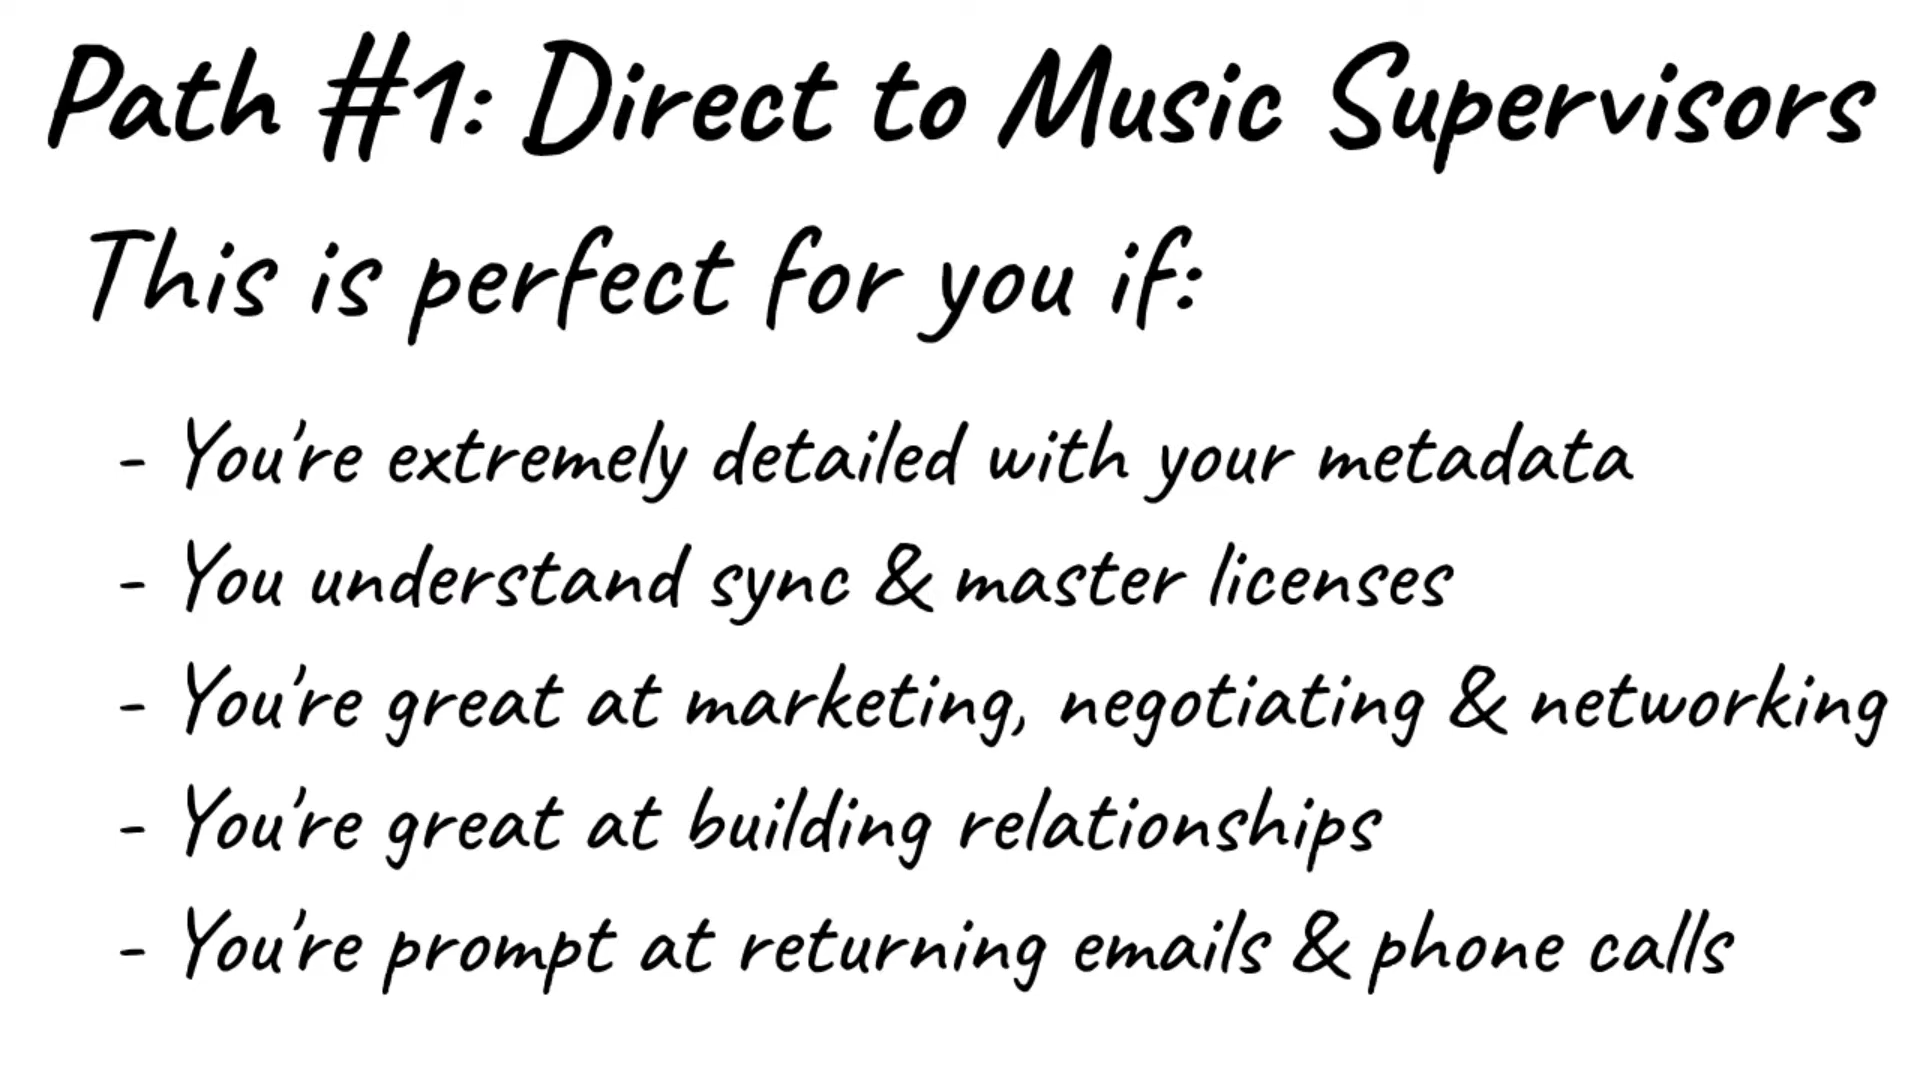 Path #1: Direct to Music Supervisors
This is perfect for you if:
- You're extremely detailed with your metadata
- You understand sync & master licenses
- You're great at marketing, negotiating & networking
- You're great at building relationships
- You're prompt at returning emails & phone calls